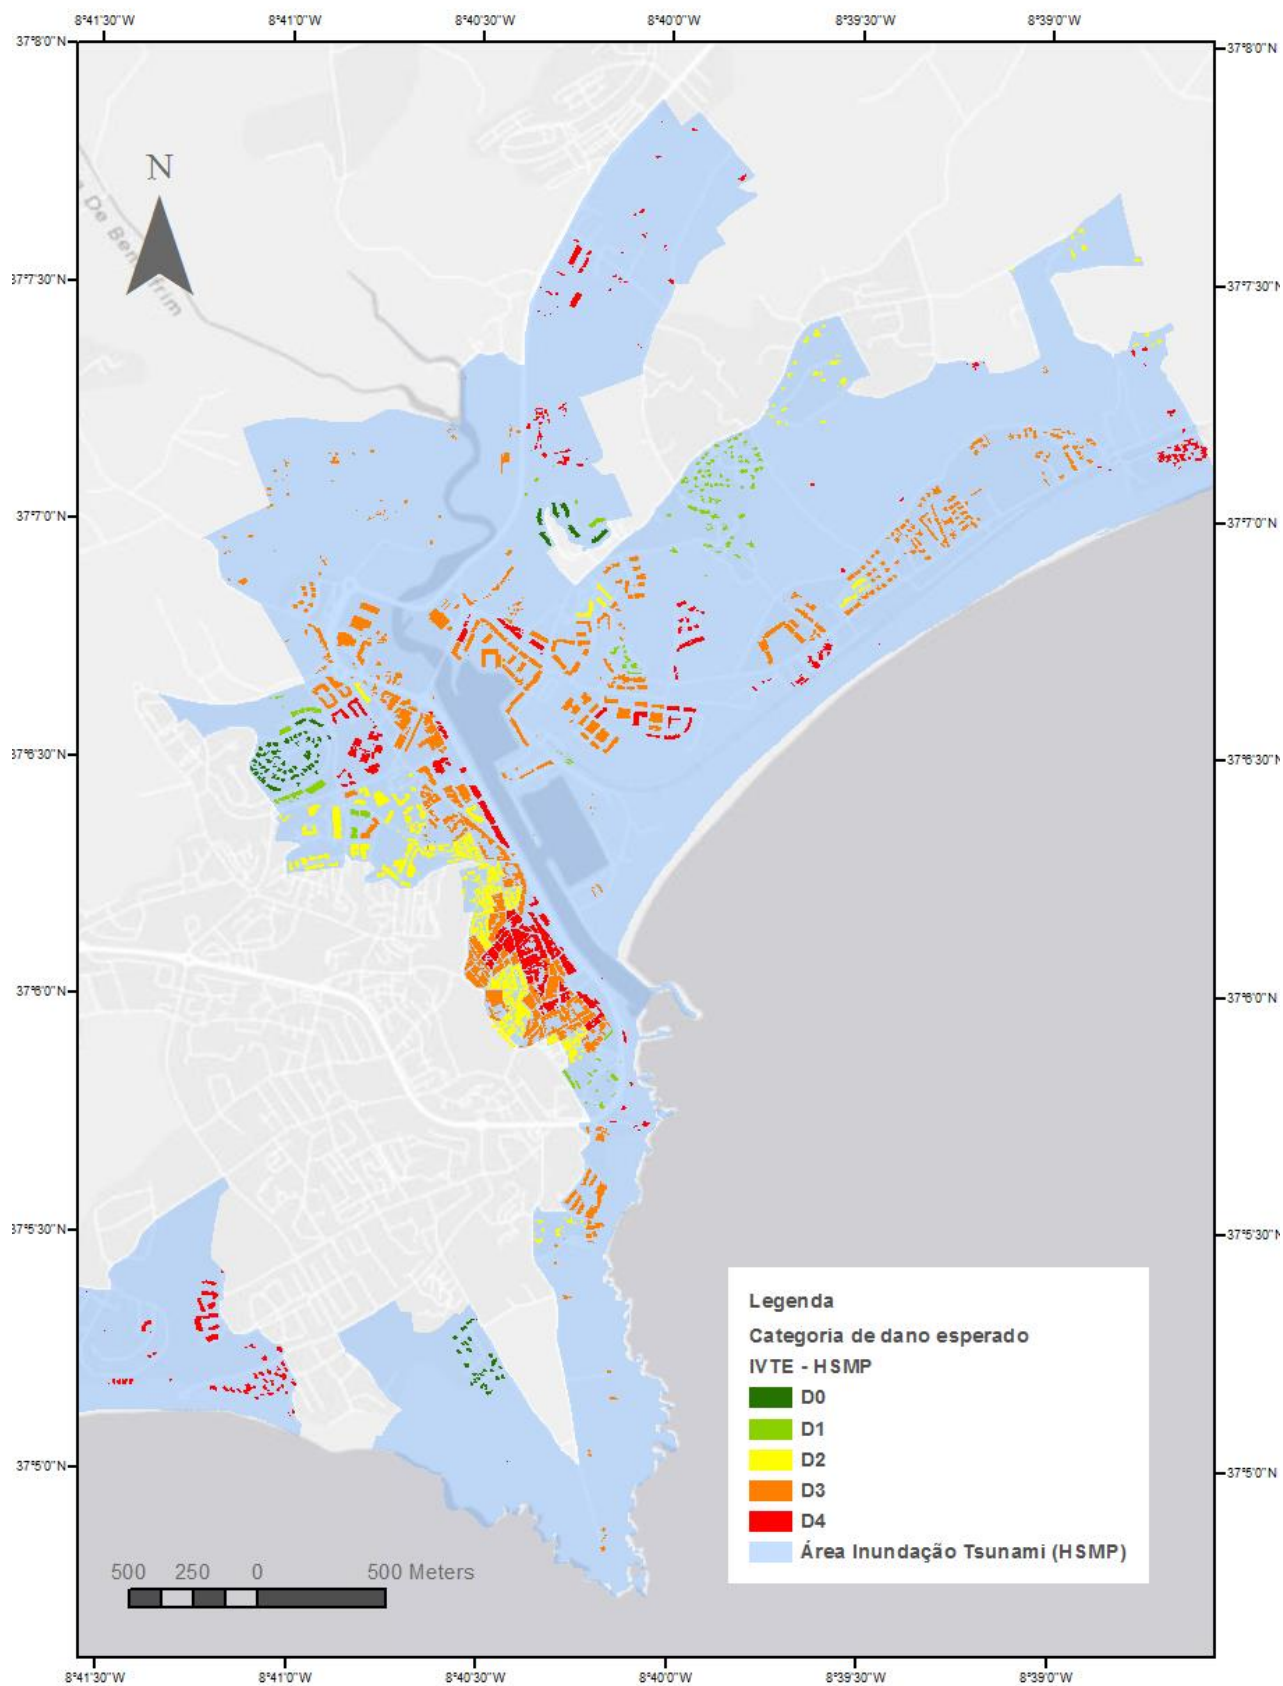 8°41'30"W 8°41'0"W 8°40'30"W 8°40'0"W 8°39'30"W 8°39'0"W
37°8'0"N 37°8'0"N
N
De Ben
frim
37°7'30"N 37°7'30"N
37°7'0"N 37°7'0"N
37°6'30"N 37°6'30"N
37°6'0"N 37°6'0"N
37°5'30"N 37°5'30"N
Legenda
Categoria de dano esperado
IVTE - HSMP
D0
D1
D2
D3
D4
Área Inundação Tsunami (HSMP)
37°5'0"N 37°5'0"N
500 250 0 500 Meters
8°41'30"W 8°41'0"W 8°40'30"W 8°40'0"W 8°39'30"W 8°39'0"W